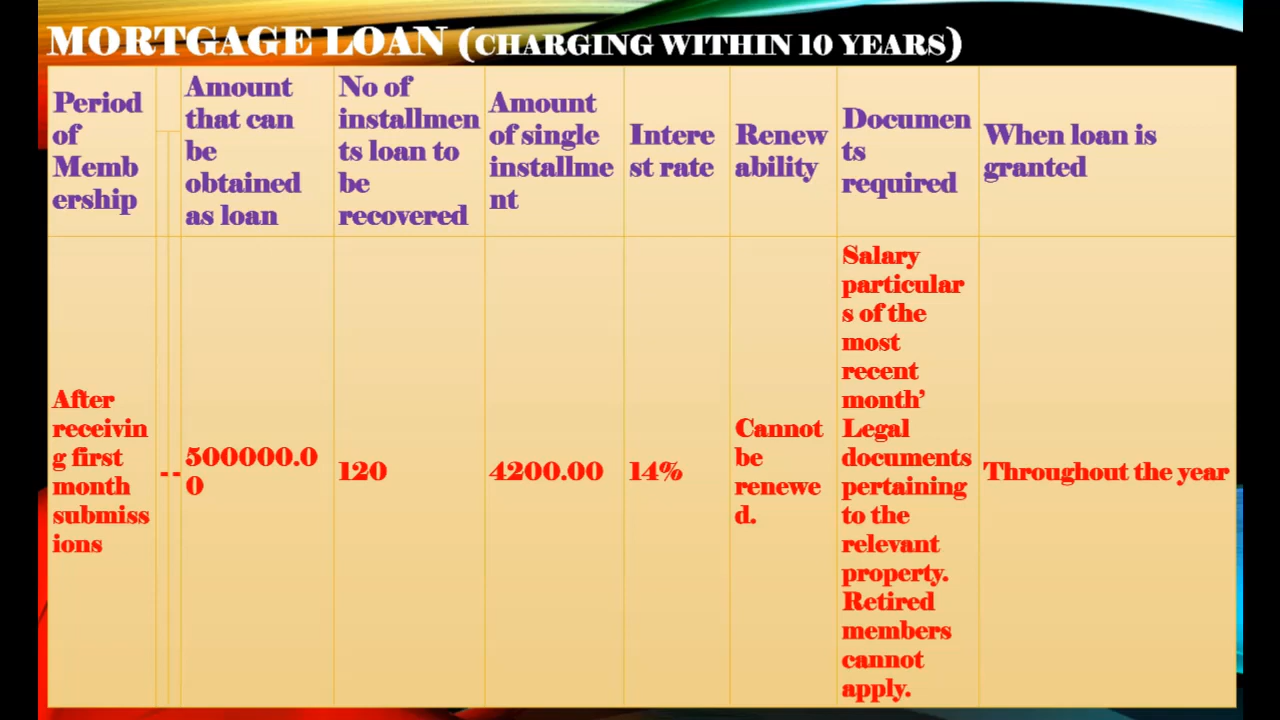 MORTGAGE LOAN (CHARGING WITHIN 10 YEARS)
Period
of
Memb
ership
Amount
that can
be
obtained
as loan
No of
installmen
ts loan to
be
recovered
Amount
of single
installme
nt
Intere
st rate
Renew
ability
Documen
ts
required
When loan is
granted
After
receivin
g first
month
submiss
ions
- -
500000.0
0
120
4200.00
14%
Cannot
be
renewe
d.
Salary
particular
s of the
most
recent
month’
Legal
documents
pertaining
to the
relevant
property.
Retired
members
cannot
apply.
Throughout the year